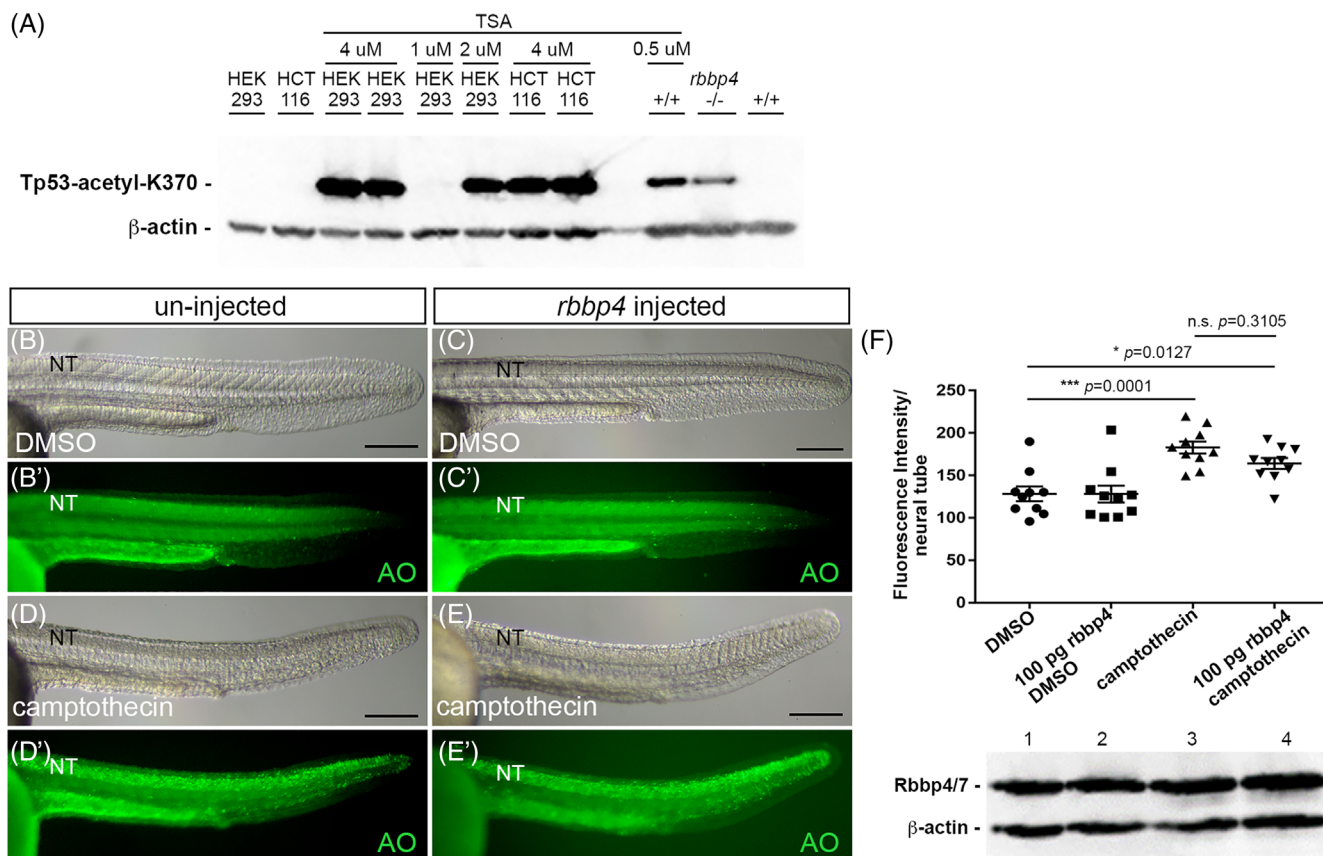 (A)
TSA
4 uM 1 uM 2 uM 4 uM 0.5 uM
HEK HCT HEK HEK HEK HEK HCT HCT rbbp4
293 116 293 293 293 293 116 116 +/+ -/- +/+
Tp53-acetyl-K370 -
β-actin -
un-injected
rbbp4 injected
(B)
NT
DMSO
(C)
NT
DMSO
(B')
NT
AO
(C')
NT
AO
(D)
NT
camptothecin
(E)
NT
camptothecin
(D')
NT
AO
(E')
NT
AO
(F)
n.s. p=0.3105
* p=0.0127
*** p=0.0001
Fluorescence Intensity/
neural tube
250
200
150
100
50
0
DMSO
100 pg rbbp4
DMSO
camptothecin
100 pg rbbp4
camptothecin
1 2 3 4
Rbbp4/7 -
β-actin -